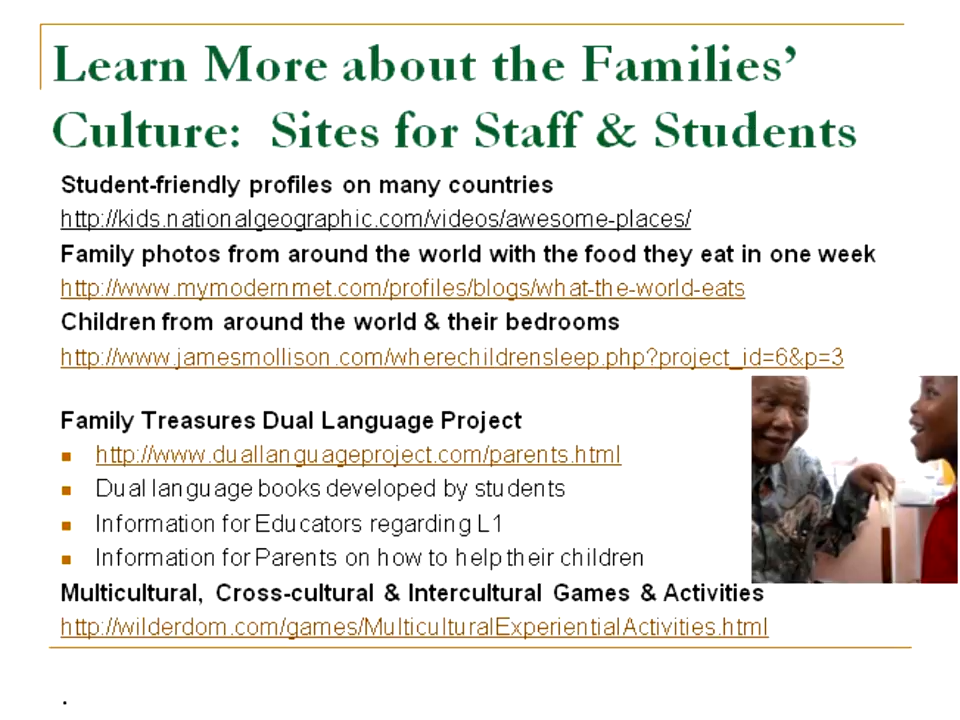 Learn More about the Families’
Culture: Sites for Staff & Students
Student-friendly profiles on many countries
http://kids.nationalgeographic.com/videos/awesome-places/
Family photos from around the world with the food they eat in one week
http://www.mymodernmet.com/profiles/blogs/what-the-world-eats
Children from around the world & their bedrooms
http://www.jamesmollison.com/wherechildrensleep.php?project_id=6&p=3
Family Treasures Dual Language Project
http://www.duallanguageproject.com/parents.html
Dual language books developed by students
Information for Educators regarding L1
Information for Parents on how to help their children
Multicultural, Cross-cultural & Intercultural Games & Activities
http://wilderdom.com/games/MulticulturalExperientialActivities.html
.